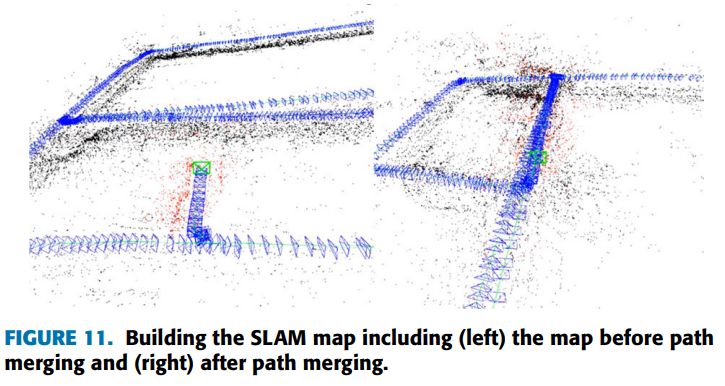 FIGURE 11. Building the SLAM map including (left) the map before path
merging and (right) after path merging.